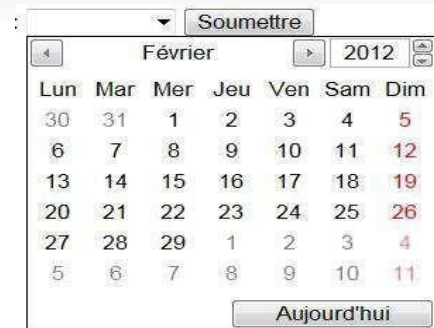 : Soumettre
Février 2012
Lun Mar Mer Jeu Ven Sam Dim
30 31 1 2 3 4 5
6 7 8 9 10 11 12
13 14 15 16 17 18 19
20 21 22 23 24 25 26
27 28 29 1 2 3 4
5 6 7 8 9 10 11
Aujourd'hui